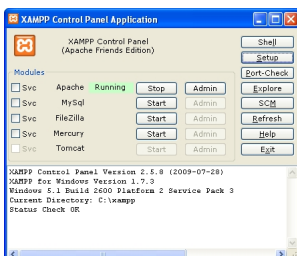 XAMPP Control Panel Application
XAMPP Control Panel
(Apache Friends Edition)
Shell
Setup
Modules
Port-Check
Svc Apache Running Stop Admin Explore
Svc MySql Start Admin SCM
Svc FileZilla Start Admin Refresh
Svc Mercury Start Admin Help
Svc Tomcat Start Admin Exit
XAMPP Control Panel Version 2.5.8 (2009-07-28)
XAMPP for Windows Version 1.7.3
Windows 5.1 Build 2600 Platform 2 Service Pack 3
Current Directory: C:\xampp
Status Check OK